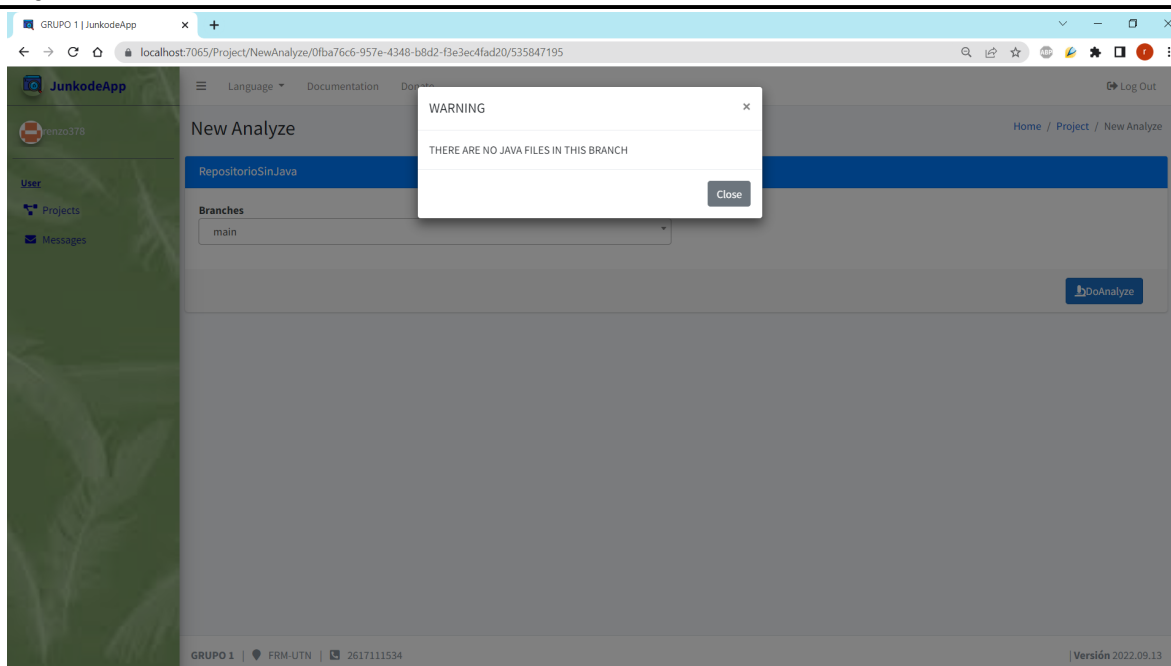 GRUPO 1 | JunkodeApp
localhost:7065/Project/NewAnalyze/0fba76c6-957e-4348-b8d2-f3e3ec4fad20/535847195
ABP
r
JunkodeApp
Language
Documentation
Log Out
WARNING
×
renzo378
New Analyze
Home / Project / New Analyze
THERE ARE NO JAVA FILES IN THIS BRANCH
RepositorioSinJava
User
Close
Projects
Branches
main
Messages
DoAnalyze
GRUPO 1 | FRM-UTN | 2617111534
| Versión 2022.09.13